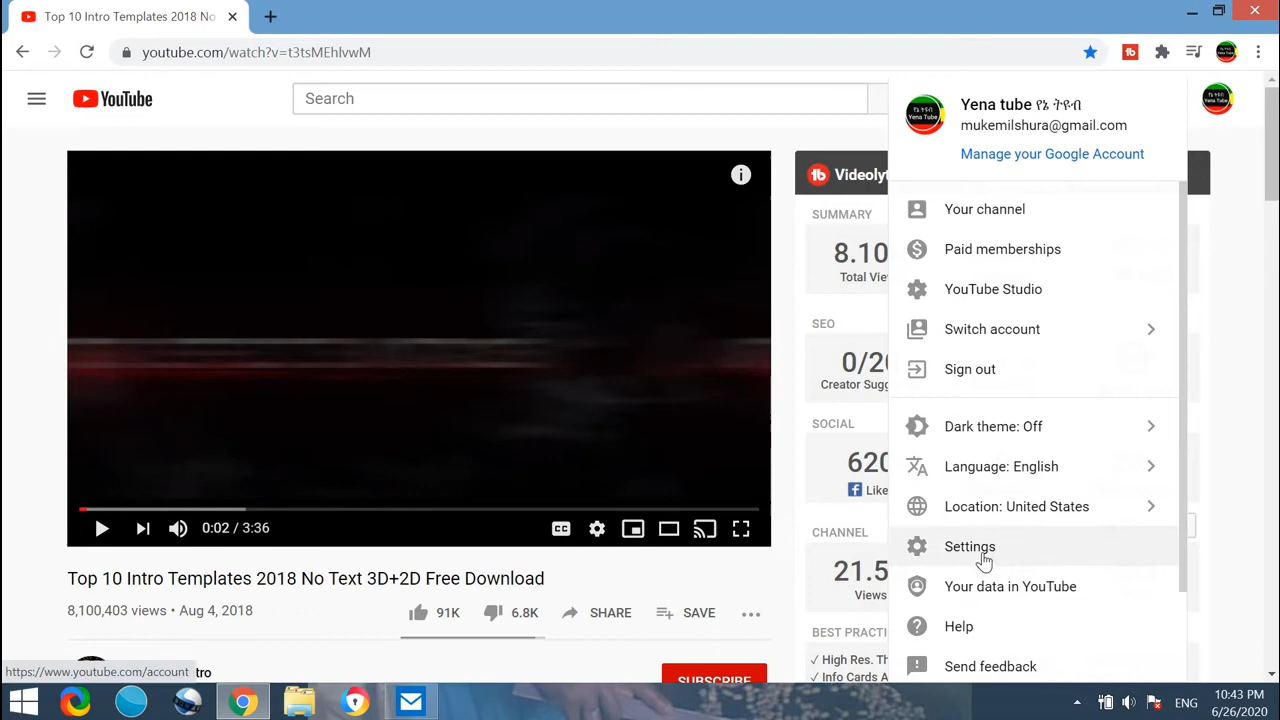 Top 10 Intro Templates 2018 No
youtube.com/watch?v=t3tsMEhlvwM
YouTube
Search
Yena tube የኔ ትዩብ
mukemilshura@gmail.com
Manage your Google Account
Your channel
Paid memberships
YouTube Studio
Switch account
Sign out
Dark theme: Off
Language: English
Location: United States
Settings
Your data in YouTube
Help
Send feedback
Videoly
SUMMARY
8.10
Total Vie
SEO
0/20
Creator Sugg
SOCIAL
620
Like
CHANNEL
21.5
Views
BEST PRACTI
✓ High Res. Th
✓ Info Cards A
0:02 / 3:36
Top 10 Intro Templates 2018 No Text 3D+2D Free Download
8,100,403 views • Aug 4, 2018
91K
6.8K
SHARE
SAVE
SUBSCRIBE
https://www.youtube.com/account
tro
ENG
10:43 PM
6/26/2020